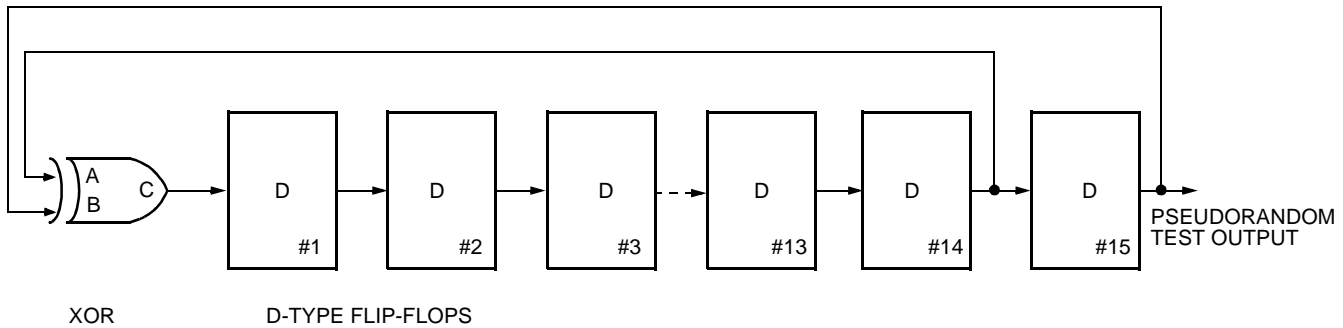 A
B
C
D
D
D
D
D
D
#1
#2
#3
#13
#14
#15
PSEUDORANDOM
TEST OUTPUT
XOR
D-TYPE FLIP-FLOPS